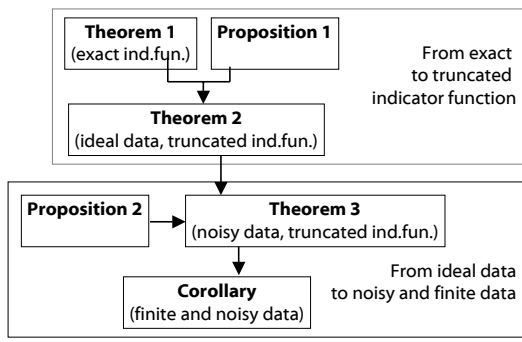 Theorem 1
(exact ind.fun.)
Proposition 1
From exact
to truncated
indicator function
Theorem 2
(ideal data, truncated ind.fun.)
Proposition 2
Theorem 3
(noisy data, truncated ind.fun.)
From ideal data
to noisy and finite data
Corollary
(finite and noisy data)